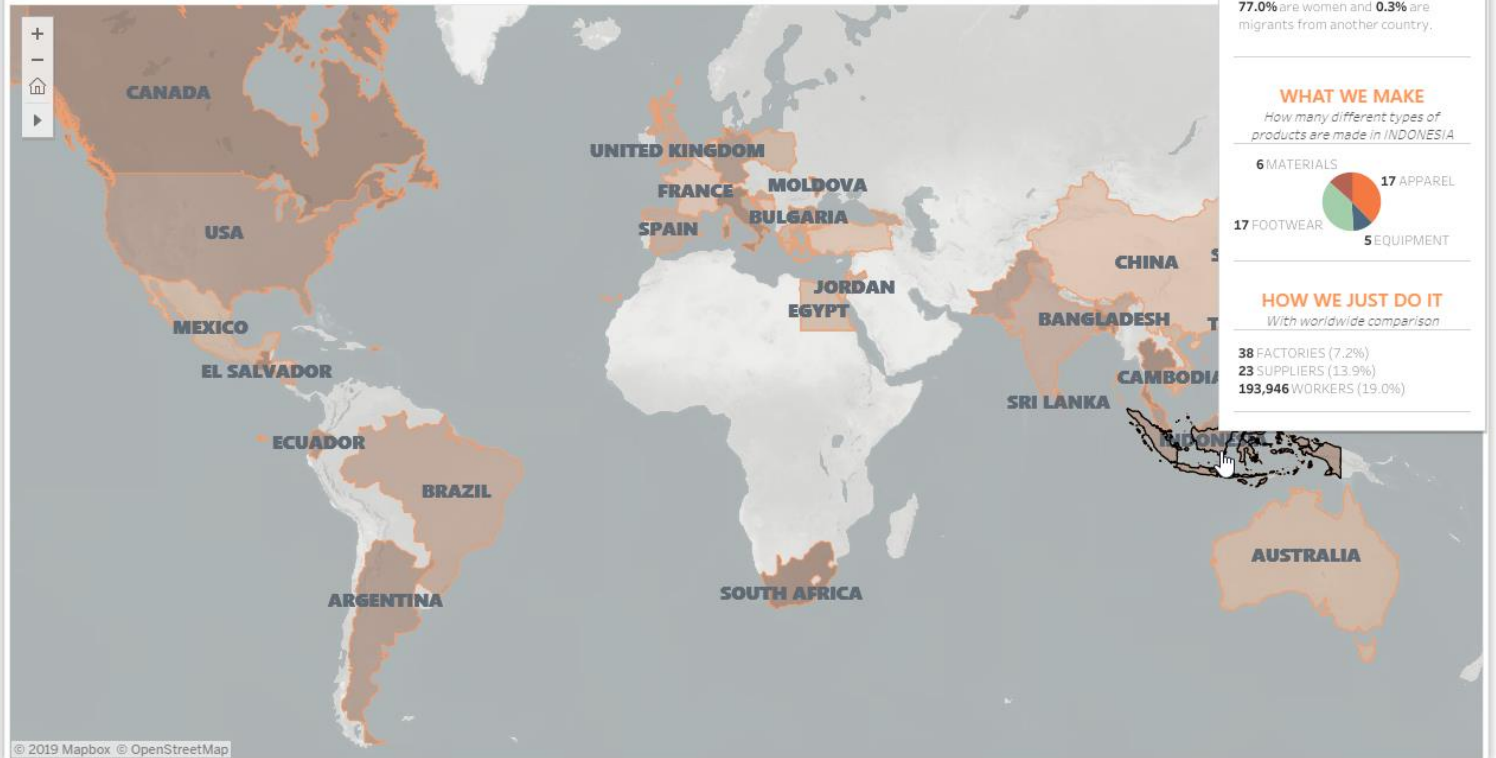 77.0% are women and 0.3% are
migrants from another country.
WHAT WE MAKE
How many different types of
products are made in INDONESIA
6 MATERIALS
17 APPAREL
17 FOOTWEAR
5 EQUIPMENT
HOW WE JUST DO IT
With worldwide comparison
38 FACTORIES (7.2%)
23 SUPPLIERS (13.9%)
193,946 WORKERS (19.0%)
CANADA
UNITED KINGDOM
FRANCE
MOLDOVA
BULGARIA
SPAIN
USA
CHINA
S
JORDAN
EGYPT
BANGLADESH
T
MEXICO
EL SALVADOR
CAMBODIA
SRI LANKA
ECUADOR
INDONESIA
BRAZIL
AUSTRALIA
SOUTH AFRICA
ARGENTINA
© 2019 Mapbox © OpenStreetMap